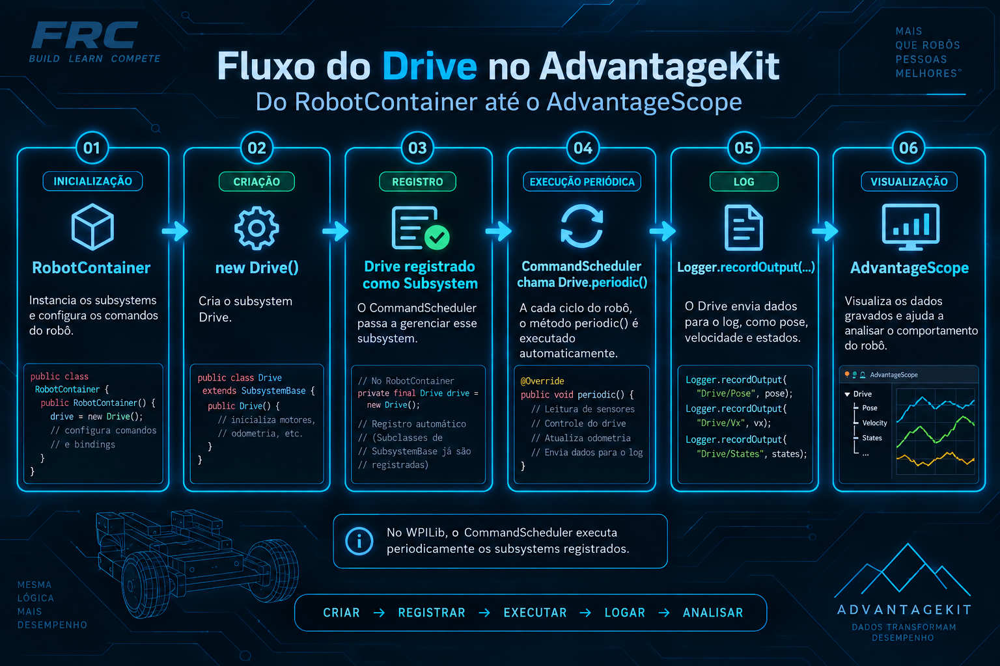 FRC
BUILD LEARN COMPETE
MAIS
QUE ROBÔS
PESSOAS
MELHORES°
Fluxo do Drive no AdvantageKit
Do RobotContainer até o AdvantageScope
01
INICIALIZAÇÃO
RobotContainer
Instancia os subsystems
e configura os comandos
do robô.
public class
RobotContainer {
public RobotContainer() {
drive = new Drive();
// configura comandos
// e bindings
}
}
02
CRIAÇÃO
new Drive()
Cria o subsystem
Drive.
public class Drive
extends SubsystemBase {
public Drive() {
// inicializa motores,
// odometria, etc.
}
}
03
REGISTRO
Drive registrado
como Subsystem
O CommandScheduler
passa a gerenciar esse
subsystem.
// No RobotContainer
private final Drive drive =
new Drive();
// Registro automático
// (Subclasses de
// SubsystemBase já são
// registradas)
04
EXECUÇÃO PERIÓDICA
CommandScheduler
chama Drive.periodic()
A cada ciclo do robô,
o método periodic() é
executado
automaticamente.
@Override
public void periodic() {
// Leitura de sensores
// Controle do drive
// Atualiza odometria
// Envia dados para o log
}
05
LOG
Logger.recordOutput(...)
O Drive envia dados
para o log, como pose,
velocidade e estados.
Logger.recordOutput(
"Drive/Pose", pose);
Logger.recordOutput(
"Drive/Vx", vx);
Logger.recordOutput(
"Drive/States", states);
06
VISUALIZAÇÃO
AdvantageScope
Visualiza os dados
gravados e ajuda a
analisar o comportamento
do robô.
AdvantageScope
▼ Drive
Pose
Velocity
States
...
No WPILib, o CommandScheduler executa
periodicamente os subsystems registrados.
MESMA
LÓGICA
MAIS
DESEMPENHO
CRIAR → REGISTRAR → EXECUTAR → LOGAR → ANALISAR
ADVANTAGEKIT
DADOS TRANSFORMAM
DESEMPENHO